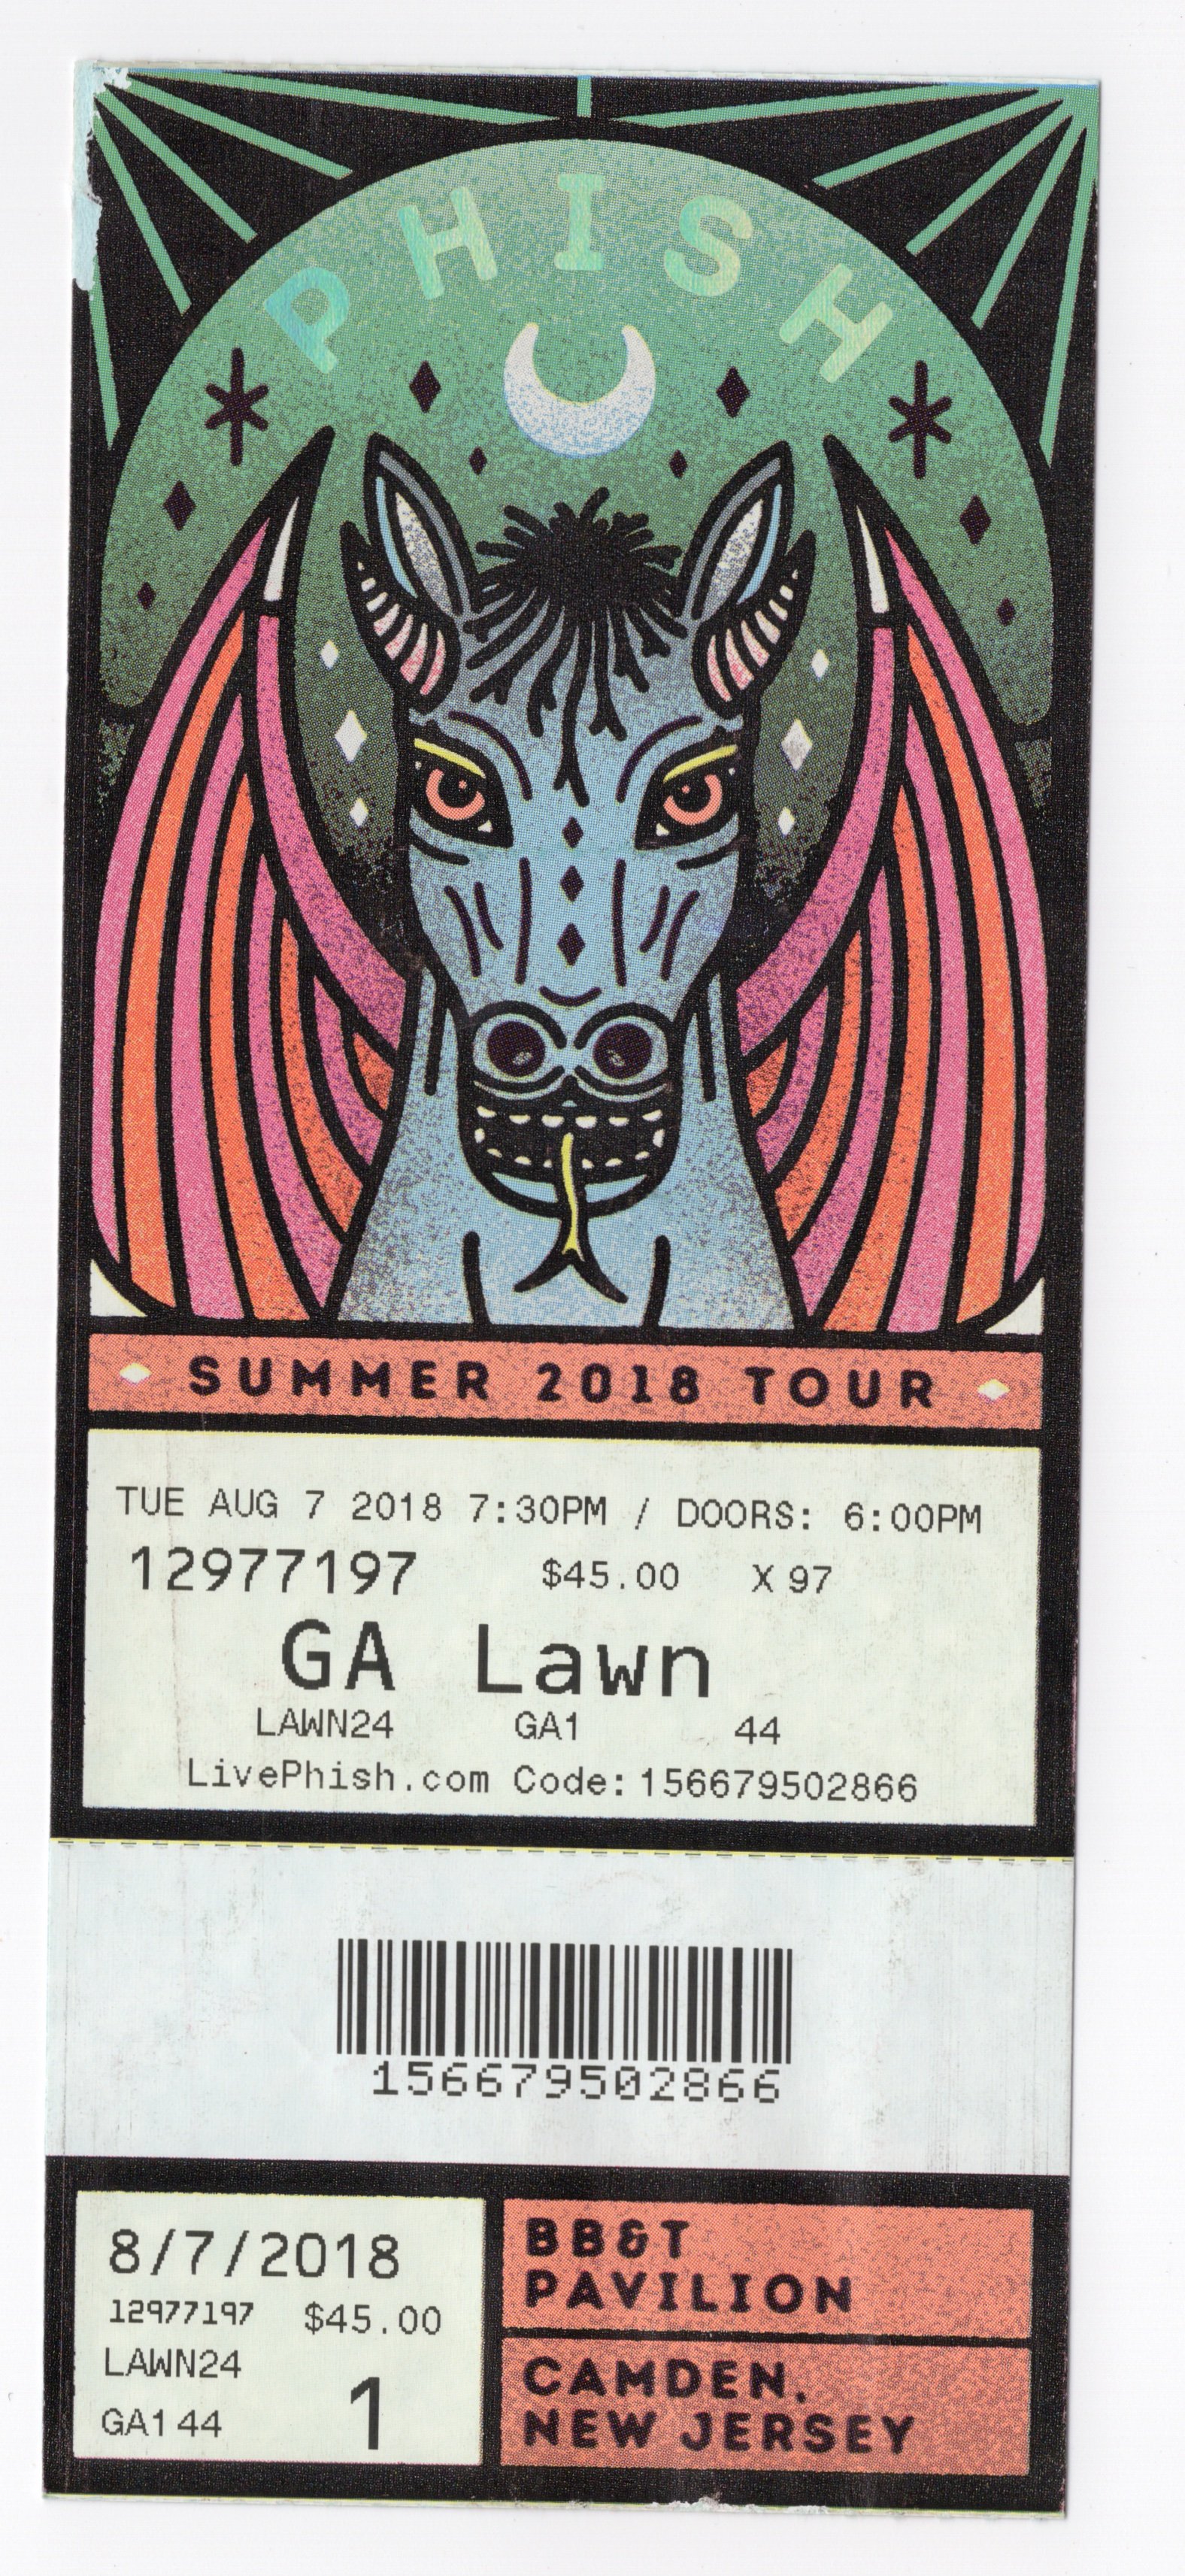 PHISH
SUMMER 2018 TOUR
TUE AUG 7 2018 7:30PM / DOORS: 6:00PM
12977197 $45.00 X 97
GA Lawn
LAWN24 GA1 44
LivePhish.com Code: 156679502866
156679502866
8/7/2018
12977197 $45.00
LAWN24
GA1 44 1
BB&T
PAVILION
CAMDEN,
NEW JERSEY